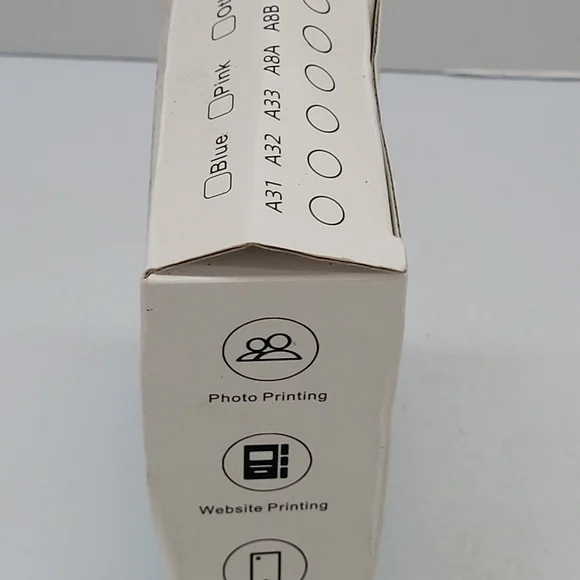 Blue Pink
A31 A32 A33 A8A A8B
Photo Printing
Website Printing